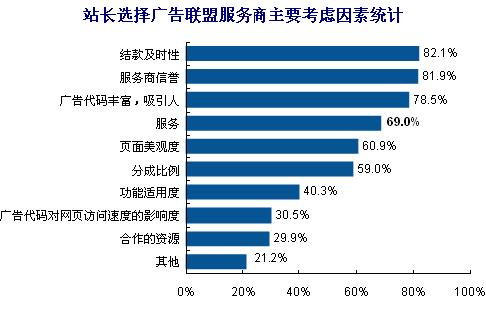 站长选择广告联盟服务商主要考虑因素统计
结款及时性 82.1%
服务商信誉 81.9%
广告代码丰富，吸引人 78.5%
服务 69.0%
页面美观度 60.9%
分成比例 59.0%
功能适用度 40.3%
广告代码对网页访问速度的影响度 30.5%
合作的资源 29.9%
其他 21.2%
0% 20% 40% 60% 80% 100%